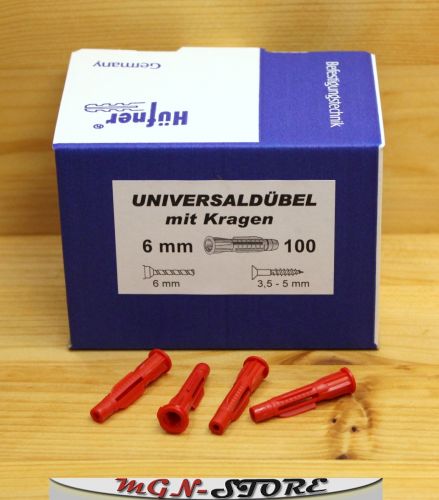 Germany
Hüfner®
Befestigungstechnik
UNIVERSALDÜBEL
mit Kragen
6 mm 100
6 mm 3,5 - 5 mm
MGN-STORE